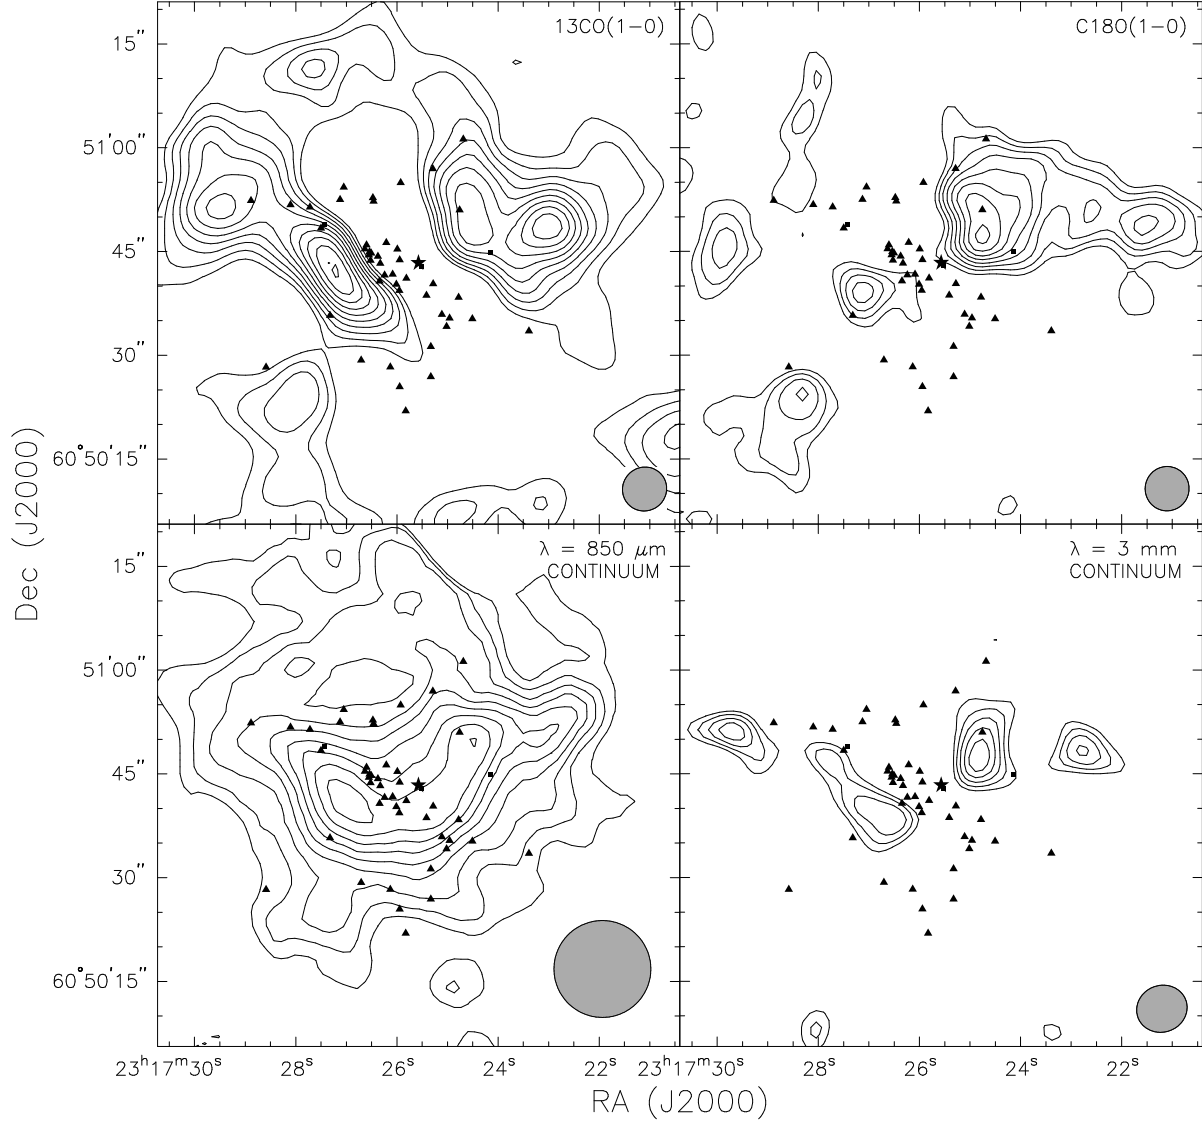 13CO(1−0)
C18O(1−0)
15″
51′00″
45″
30″
60°50′15″
λ = 850 μm
CONTINUUM
λ = 3 mm
CONTINUUM
15″
51′00″
45″
30″
60°50′15″
Dec (J2000)
23ʰ17ᵐ30ˢ 28ˢ 26ˢ 24ˢ 22ˢ
23ʰ17ᵐ30ˢ 28ˢ 26ˢ 24ˢ 22ˢ
RA (J2000)